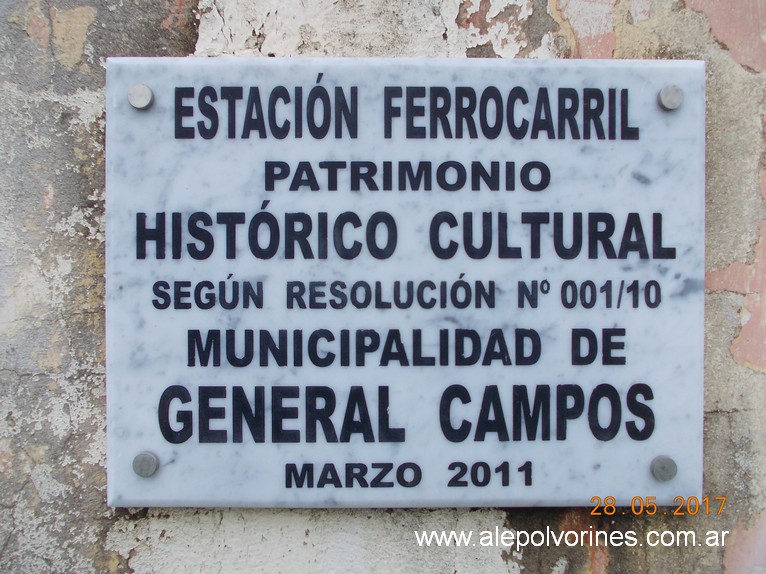 ESTACIÓN FERROCARRIL
PATRIMONIO
HISTÓRICO CULTURAL
SEGÚN RESOLUCIÓN Nº 001/10
MUNICIPALIDAD DE
GENERAL CAMPOS
MARZO 2011
28.05.2017
www.alepolvorines.com.ar